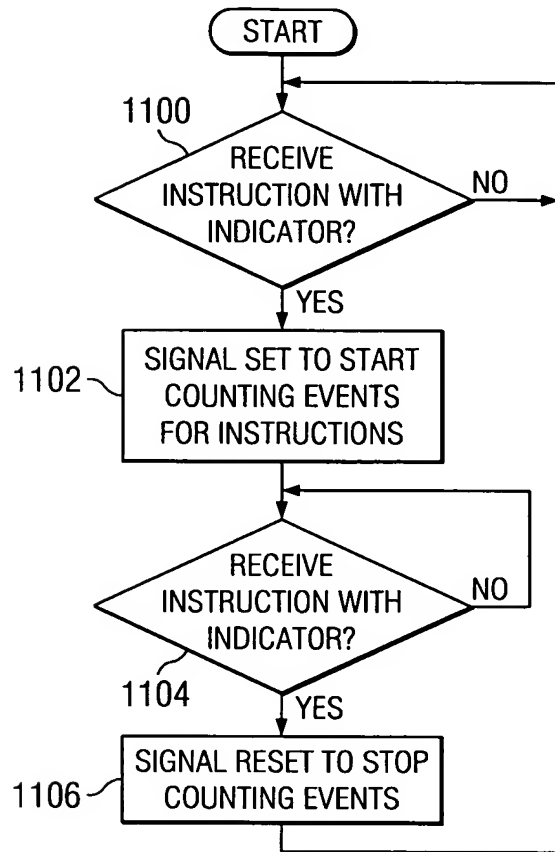 START
1100
RECEIVE
INSTRUCTION WITH
INDICATOR?
NO
YES
1102
SIGNAL SET TO START
COUNTING EVENTS
FOR INSTRUCTIONS
RECEIVE
INSTRUCTION WITH
INDICATOR?
NO
1104
YES
1106
SIGNAL RESET TO STOP
COUNTING EVENTS